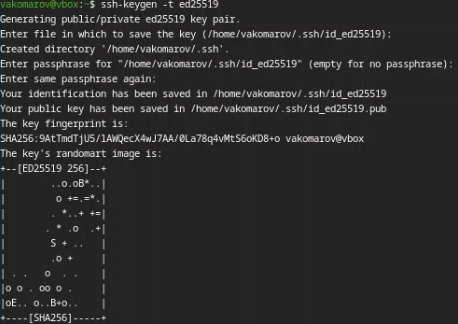 vakomarov@vbox:~$ ssh-keygen -t ed25519
Generating public/private ed25519 key pair.
Enter file in which to save the key (/home/vakomarov/.ssh/id_ed25519):
Created directory '/home/vakomarov/.ssh'.
Enter passphrase for "/home/vakomarov/.ssh/id_ed25519" (empty for no passphrase):
Enter same passphrase again:
Your identification has been saved in /home/vakomarov/.ssh/id_ed25519
Your public key has been saved in /home/vakomarov/.ssh/id_ed25519.pub
The key fingerprint is:
SHA256:9AtTmdTjU5/lAWQecX4wJ7AA/0La78q4vMtS6oKD8+o vakomarov@vbox
The key's randomart image is:
+--[ED25519 256]--+
|        ..o.oB*..|
|         o +=.=*.|
|        . *..+ +=|
|       . * .o  .+|
|        S + ..   |
|        .o +     |
| . .   o  . .    |
|o o . oo o .     |
|oE.. o..B+o..    |
+----[SHA256]-----+